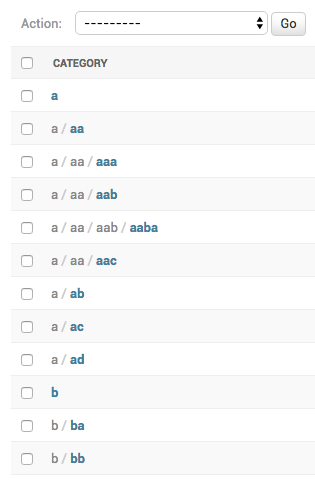 Action: --------- Go
CATEGORY
a
a / aa
a / aa / aaa
a / aa / aab
a / aa / aab / aaba
a / aa / aac
a / ab
a / ac
a / ad
b
b / ba
b / bb